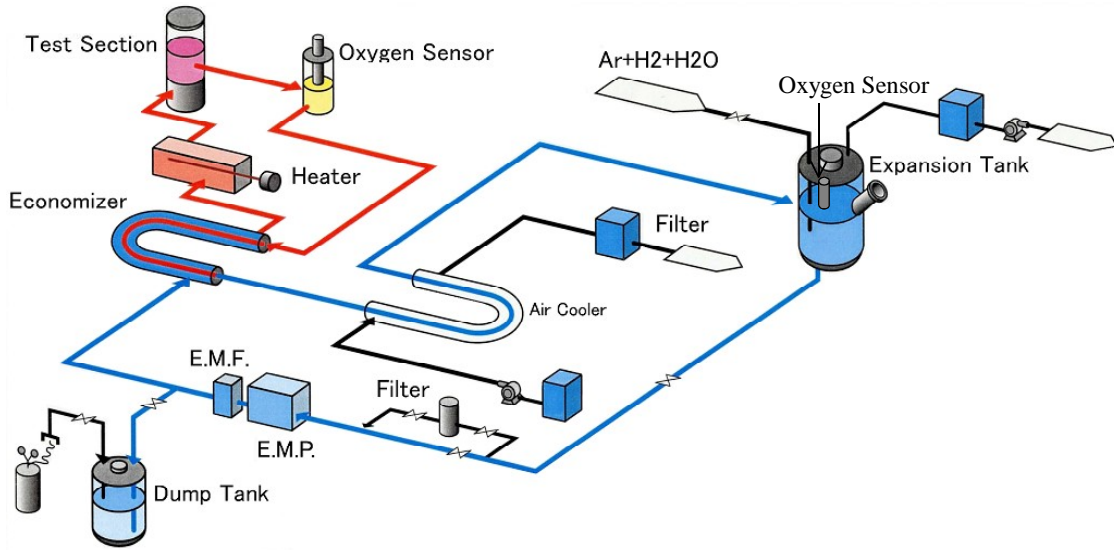 Test Section
Oxygen Sensor
Ar+H2+H2O
Oxygen Sensor
Expansion Tank
Heater
Economizer
Filter
Air Cooler
E.M.F.
Filter
E.M.P.
Dump Tank